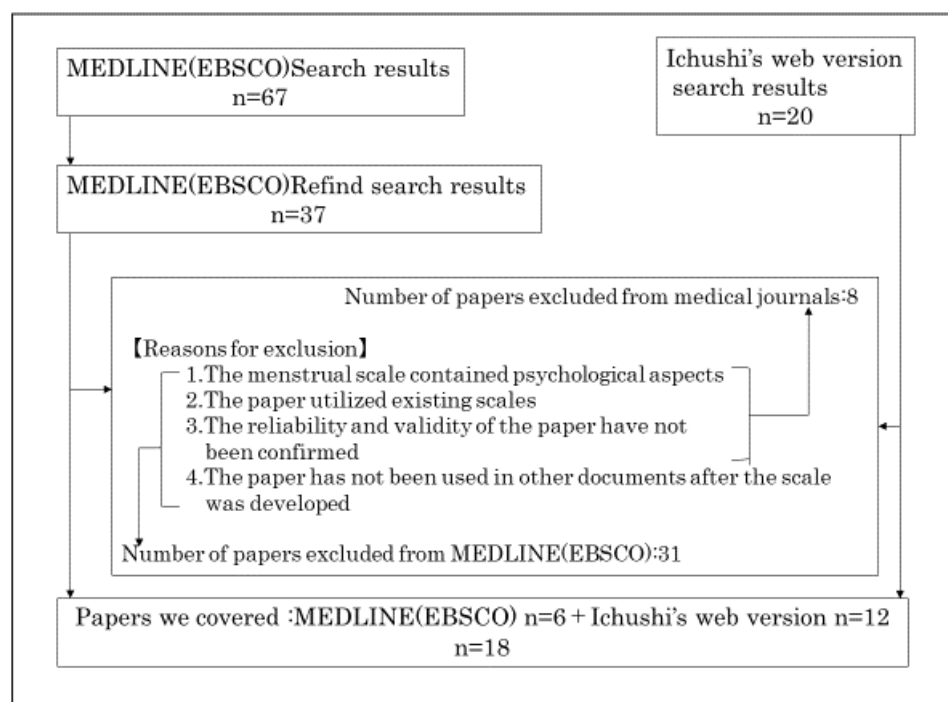 MEDLINE(EBSCO)Search results
n=67
Ichushi's web version
search results
n=20
MEDLINE(EBSCO)Refind search results
n=37
Number of papers excluded from medical journals:8
【Reasons for exclusion】
1.The menstrual scale contained psychological aspects
2.The paper utilized existing scales
3.The reliability and validity of the paper have not
been confirmed
4.The paper has not been used in other documents after the scale
was developed
Number of papers excluded from MEDLINE(EBSCO):31
Papers we covered :MEDLINE(EBSCO) n=6+Ichushi's web version n=12
n=18